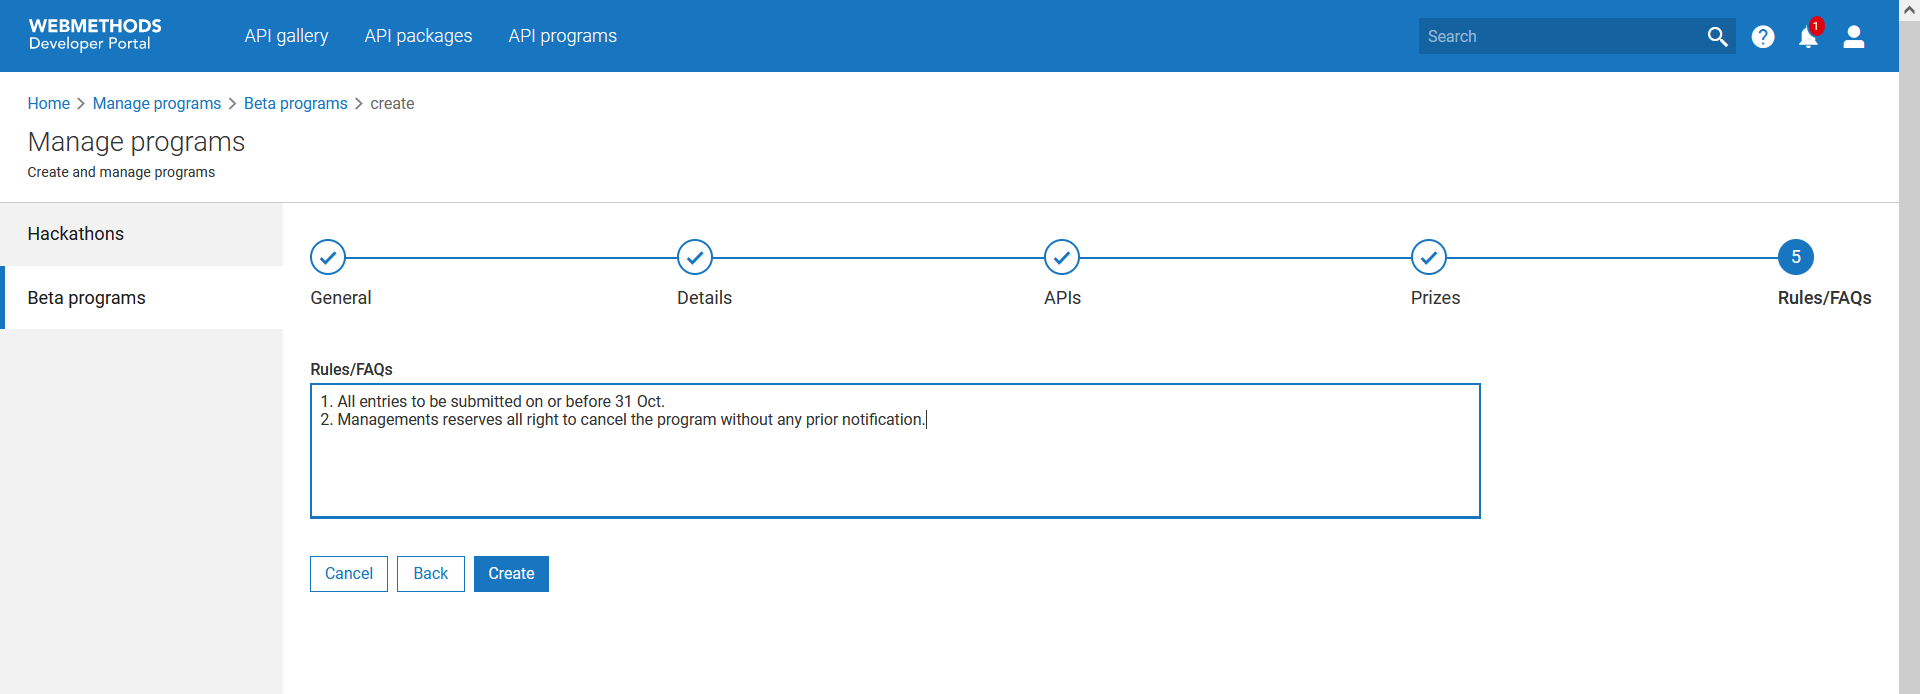 WEBMETHODS
Developer Portal
API gallery
API packages
API programs
Search
?
1
Home > Manage programs > Beta programs > create
Manage programs
Create and manage programs
Hackathons
Beta programs
General
Details
APIs
Prizes
5
Rules/FAQs
Rules/FAQs
1. All entries to be submitted on or before 31 Oct.
2. Managements reserves all right to cancel the program without any prior notification.
Cancel
Back
Create